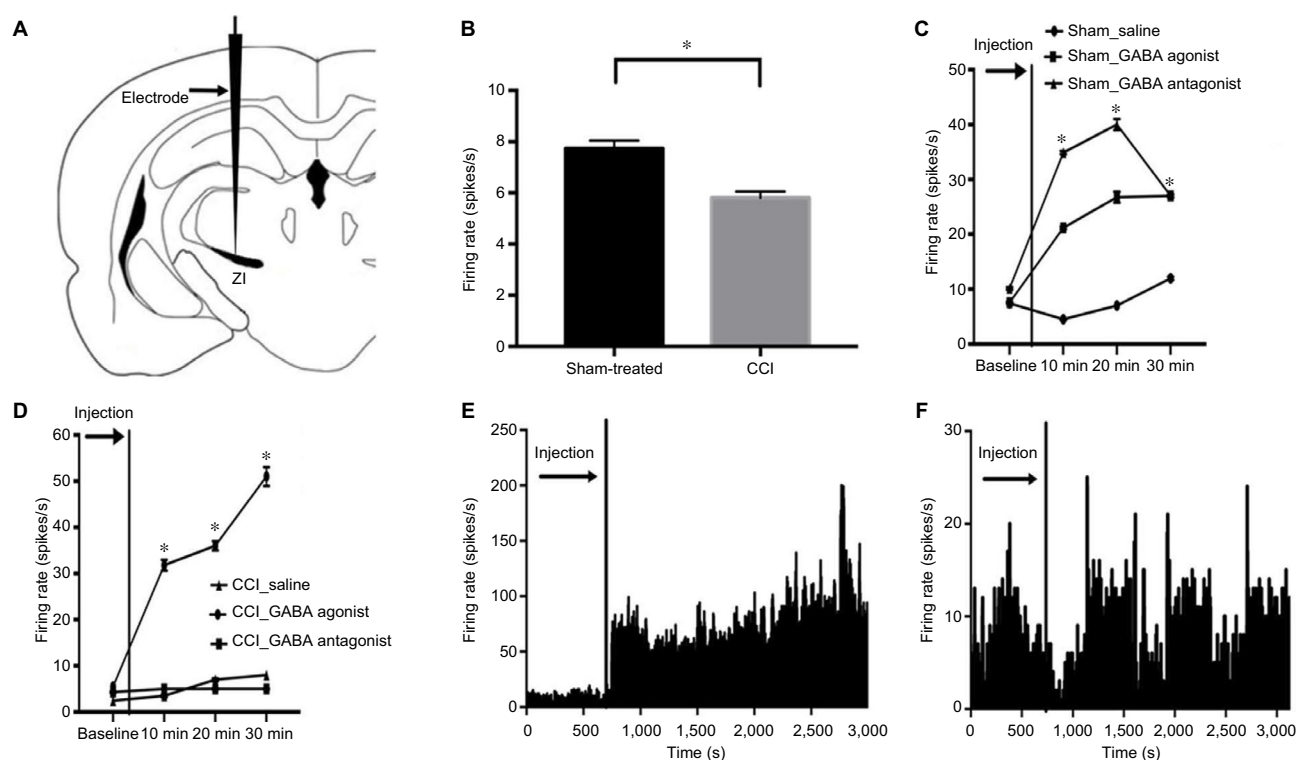 A
Electrode
ZI
B
*
Firing rate (spikes/s)
10
8
6
4
2
0
Sham-treated
CCI
C
Sham_saline
Sham_GABA agonist
Sham_GABA antagonist
Injection
Firing rate (spikes/s)
50
40
30
20
10
0
*
*
*
Baseline 10 min 20 min 30 min
D
Injection
Firing rate (spikes/s)
60
50
40
30
20
10
0
*
*
*
CCI_saline
CCI_GABA agonist
CCI_GABA antagonist
Baseline 10 min 20 min 30 min
E
Injection
Firing rate (spikes/s)
250
200
150
100
50
0
0 500 1,000 1,500 2,000 2,500 3,000
Time (s)
F
Injection
Firing rate (spikes/s)
30
20
10
0
0 500 1,000 1,500 2,000 2,500 3,000
Time (s)